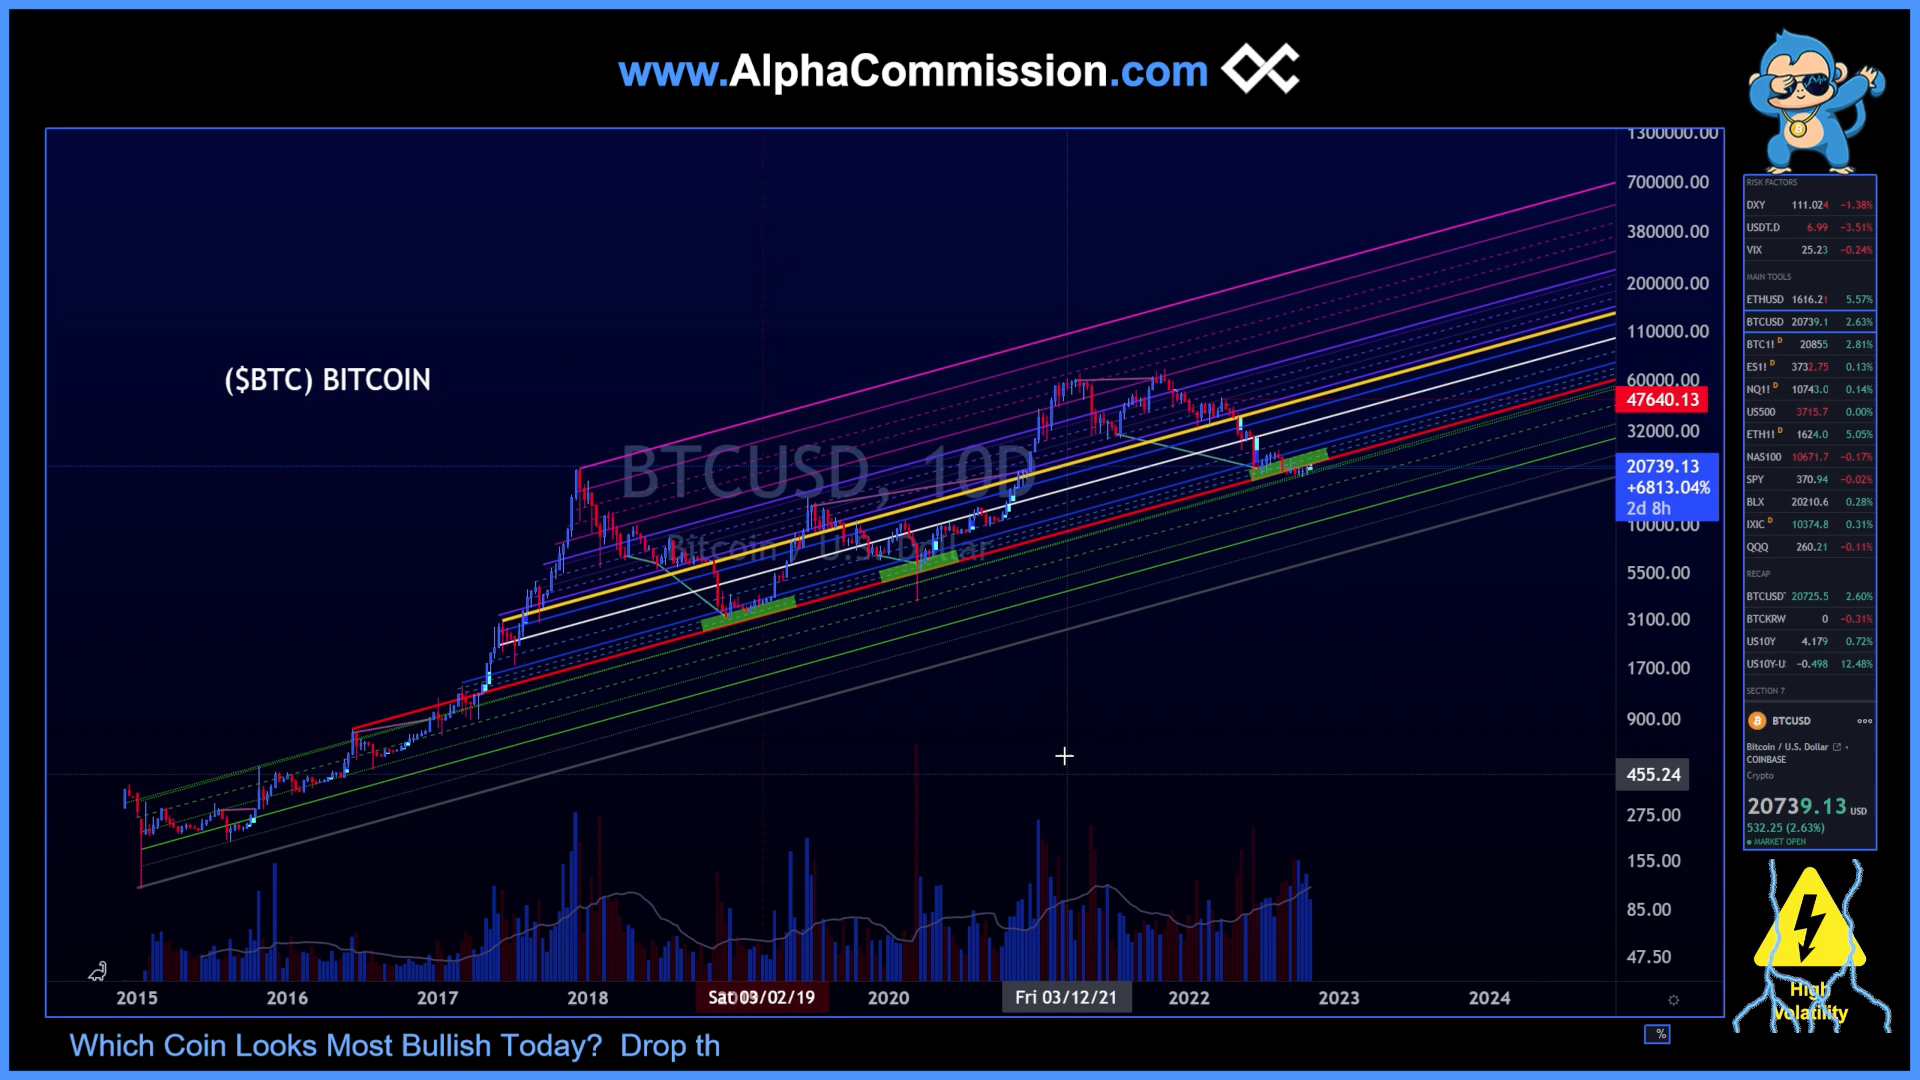 www.AlphaCommission.com
($BTC) BITCOIN
BTCUSD, 10D
Bitcoin / U.S. Dollar
1300000.00
700000.00
380000.00
200000.00
110000.00
60000.00
47640.13
32000.00
20739.13
+6813.04%
2d 8h
10000.00
5500.00
3100.00
1700.00
900.00
455.24
275.00
155.00
85.00
47.50
2015 2016 2017 2018 Sat 03/02/19 2020 Fri 03/12/21 2022 2023 2024
Which Coin Looks Most Bullish Today? Drop th
%
RISK FACTORS
DXY 111.024 −1.38%
USDT.D 6.99 −3.51%
VIX 25.23 −0.24%
MAIN TOOLS
ETHUSD 1616.21 5.57%
BTCUSD 20739.1 2.63%
BTC1! D 20855 2.81%
ES1! D 3732.75 0.13%
NQ1! D 10743.0 0.14%
US500 3715.7 0.00%
ETH1! D 1624.0 5.05%
NAS100 10671.7 −0.17%
SPY 370.94 −0.02%
BLX 20210.6 0.28%
IXIC D 10374.8 0.31%
QQQ 260.21 −0.11%
RECAP
BTCUSDT 20725.5 2.60%
BTCKRW 0 −0.31%
US10Y 4.179 0.72%
US10Y-U: −0.498 12.48%
SECTION 7
BTCUSD
Bitcoin / U.S. Dollar
COINBASE
Crypto
20739.13 USD
532.25 (2.63%)
MARKET OPEN
High
Volatility